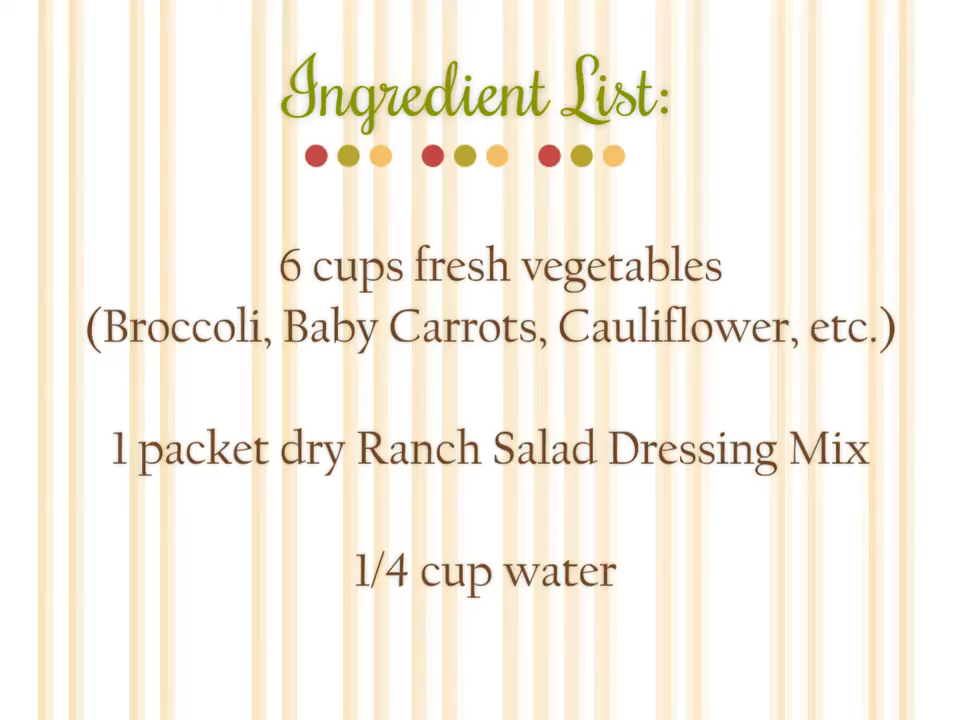 Ingredient List:
6 cups fresh vegetables
(Broccoli, Baby Carrots, Cauliflower, etc.)
1 packet dry Ranch Salad Dressing Mix
1/4 cup water